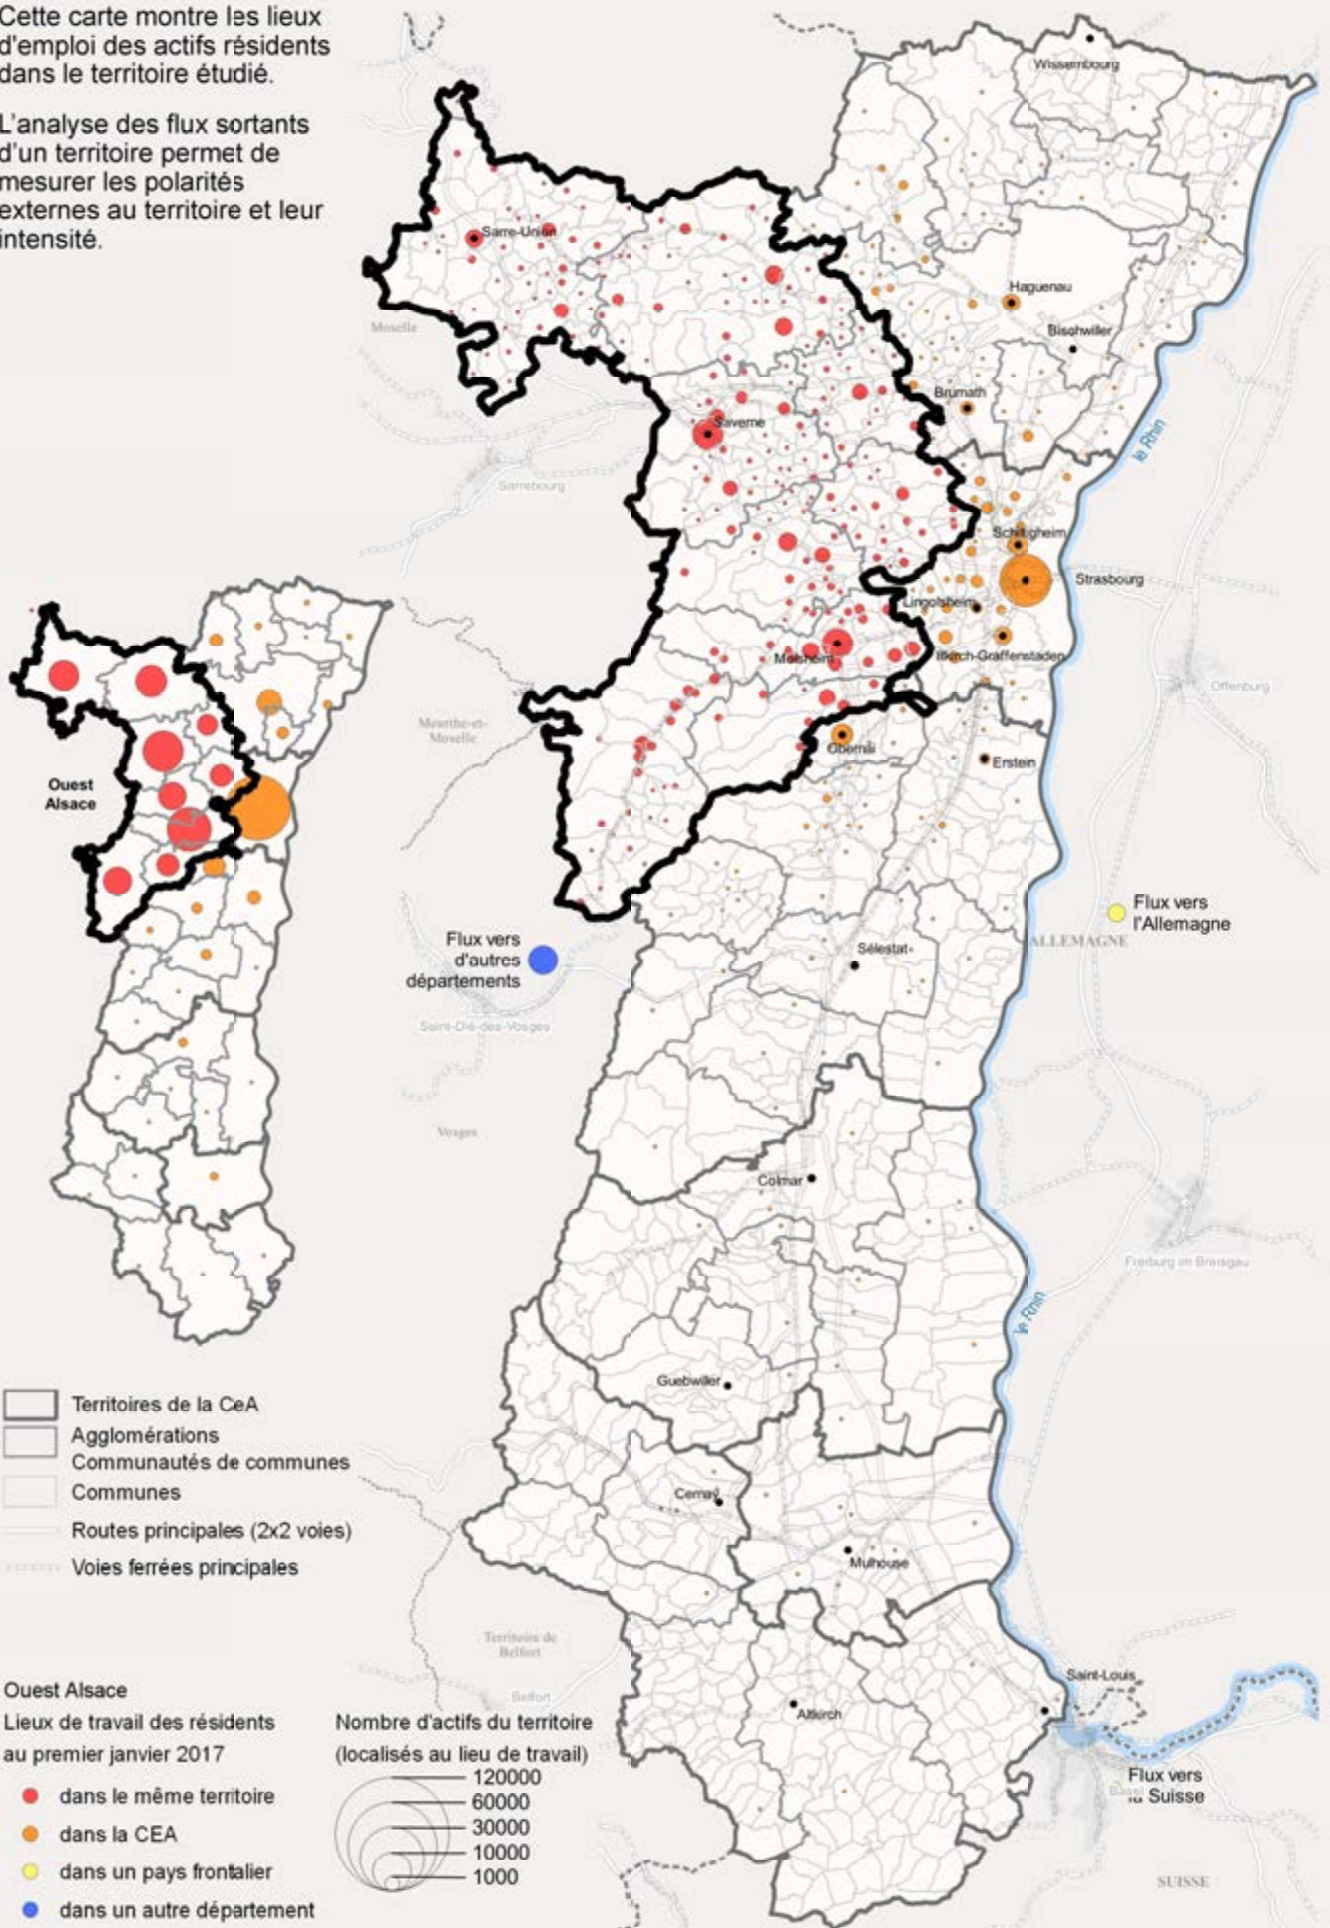 Cette carte montre les lieux
d'emploi des actifs résidents
dans le territoire étudié.
L'analyse des flux sortants
d'un territoire permet de
mesurer les polarités
externes au territoire et leur
intensité.
Wissembourg
Sarre-Union
Haguenau
Moselle
Bischwiller
Brumath
Saverne
le Rhin
Sarrebourg
Schiltigheim
Strasbourg
Lingolsheim
Molsheim
Illkirch-Graffenstaden
Offenburg
Meurthe-et-
Moselle
Obernai
Erstein
Ouest
Alsace
Flux vers
l'Allemagne
ALLEMAGNE
Flux vers
d'autres
départements
Sélestat
Saint-Dié-des-Vosges
Vosges
Colmar
Freiburg im Breisgau
le Rhin
Guebwiller
Territoires de la CeA
Agglomérations
Communautés de communes
Communes
Routes principales (2x2 voies)
Voies ferrées principales
Cernay
Mulhouse
Territoire de
Belfort
Belfort
Saint-Louis
Altkirch
Flux vers
la Suisse
Basel
SUISSE
Ouest Alsace
Lieux de travail des résidents
au premier janvier 2017
dans le même territoire
dans la CEA
dans un pays frontalier
dans un autre département
Nombre d'actifs du territoire
(localisés au lieu de travail)
120000
60000
30000
10000
1000